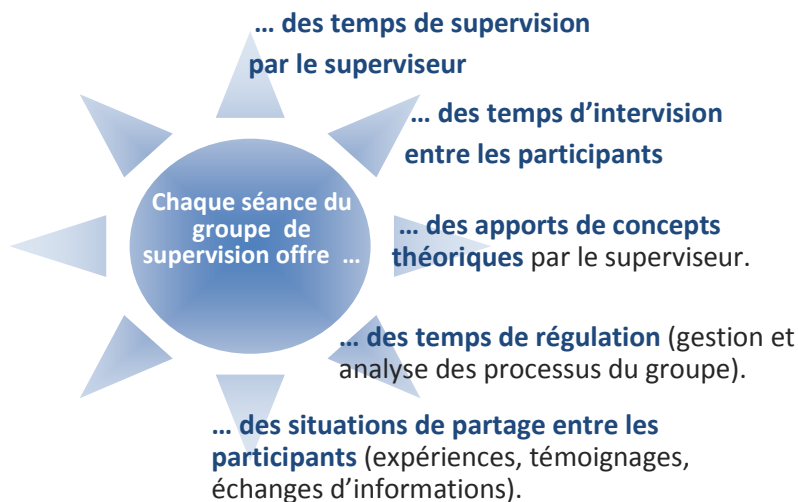 … des temps de supervision
par le superviseur
… des temps d’intervision
entre les participants
Chaque séance du
groupe de
supervision offre …
… des apports de concepts
théoriques par le superviseur.
… des temps de régulation (gestion et
analyse des processus du groupe).
… des situations de partage entre les
participants (expériences, témoignages,
échanges d’informations).